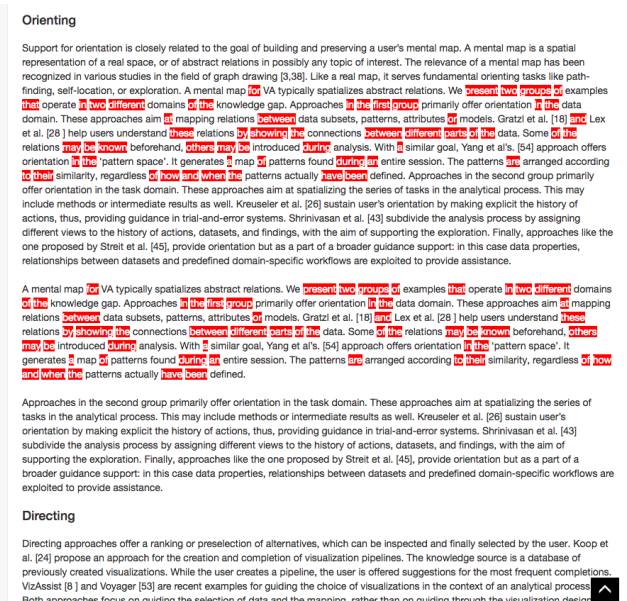 Orienting
Support for orientation is closely related to the goal of building and preserving a user's mental map. A mental map is a spatial
representation of a real space, or of abstract relations in possibly any topic of interest. The relevance of a mental map has been
recognized in various studies in the field of graph drawing [3,38]. Like a real map, it serves fundamental orienting tasks like path-
finding, self-location, or exploration. A mental map for VA typically spatializes abstract relations. We present two groups of examples
that operate in two different domains of the knowledge gap. Approaches in the first group primarily offer orientation in the data
domain. These approaches aim at mapping relations between data subsets, patterns, attributes or models. Gratzl et al. [18] and Lex
et al. [28 ] help users understand these relations by showing the connections between different parts of the data. Some of the
relations may be known beforehand, others may be introduced during analysis. With a similar goal, Yang et al's. [54] approach offers
orientation in the 'pattern space'. It generates a map of patterns found during an entire session. The patterns are arranged according
to their similarity, regardless of how and when the patterns actually have been defined. Approaches in the second group primarily
offer orientation in the task domain. These approaches aim at spatializing the series of tasks in the analytical process. This may
include methods or intermediate results as well. Kreuseler et al. [26] sustain user's orientation by making explicit the history of
actions, thus, providing guidance in trial-and-error systems. Shrinivasan et al. [43] subdivide the analysis process by assigning
different views to the history of actions, datasets, and findings, with the aim of supporting the exploration. Finally, approaches like the
one proposed by Streit et al. [45], provide orientation but as a part of a broader guidance support: in this case data properties,
relationships between datasets and predefined domain-specific workflows are exploited to provide assistance.
A mental map for VA typically spatializes abstract relations. We present two groups of examples that operate in two different domains
of the knowledge gap. Approaches in the first group primarily offer orientation in the data domain. These approaches aim at mapping
relations between data subsets, patterns, attributes or models. Gratzl et al. [18] and Lex et al. [28 ] help users understand these
relations by showing the connections between different parts of the data. Some of the relations may be known beforehand, others
may be introduced during analysis. With a similar goal, Yang et al's. [54] approach offers orientation in the 'pattern space'. It
generates a map of patterns found during an entire session. The patterns are arranged according to their similarity, regardless of how
and when the patterns actually have been defined.
Approaches in the second group primarily offer orientation in the task domain. These approaches aim at spatializing the series of
tasks in the analytical process. This may include methods or intermediate results as well. Kreuseler et al. [26] sustain user's
orientation by making explicit the history of actions, thus, providing guidance in trial-and-error systems. Shrinivasan et al. [43]
subdivide the analysis process by assigning different views to the history of actions, datasets, and findings, with the aim of
supporting the exploration. Finally, approaches like the one proposed by Streit et al. [45], provide orientation but as a part of a
broader guidance support: in this case data properties, relationships between datasets and predefined domain-specific workflows are
exploited to provide assistance.
Directing
Directing approaches offer a ranking or preselection of alternatives, which can be inspected and finally selected by the user. Koop et
al. [24] propose an approach for the creation and completion of visualization pipelines. The knowledge source is a database of
previously created visualizations. While the user creates a pipeline, the user is offered suggestions for the most frequent completions.
VizAssist [8 ] and Voyager [53] are recent examples for guiding the choice of visualizations in the context of an analytical process.
Both approaches focus on guiding the selection of data and the mapping, rather than on guiding through the visualization design